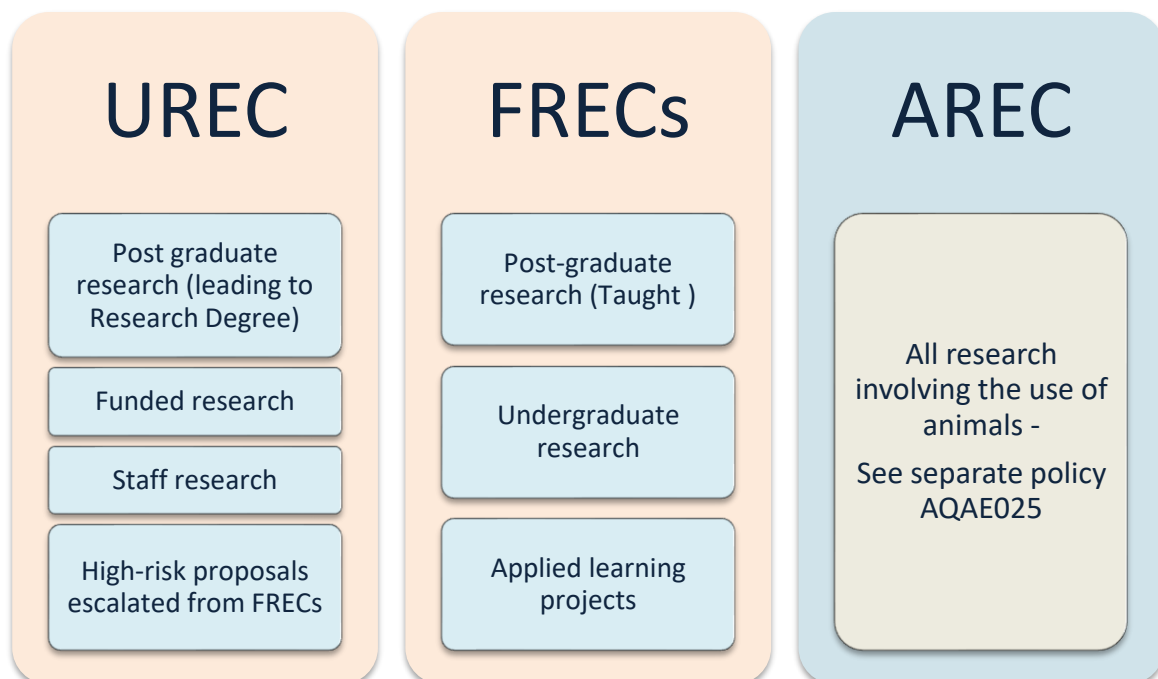 UREC
Post graduate
research (leading to
Research Degree)
Funded research
Staff research
High-risk proposals
escalated from FRECs
FRECs
Post-graduate
research (Taught )
Undergraduate
research
Applied learning
projects
AREC
All research
involving the use of
animals -
See separate policy
AQAE025